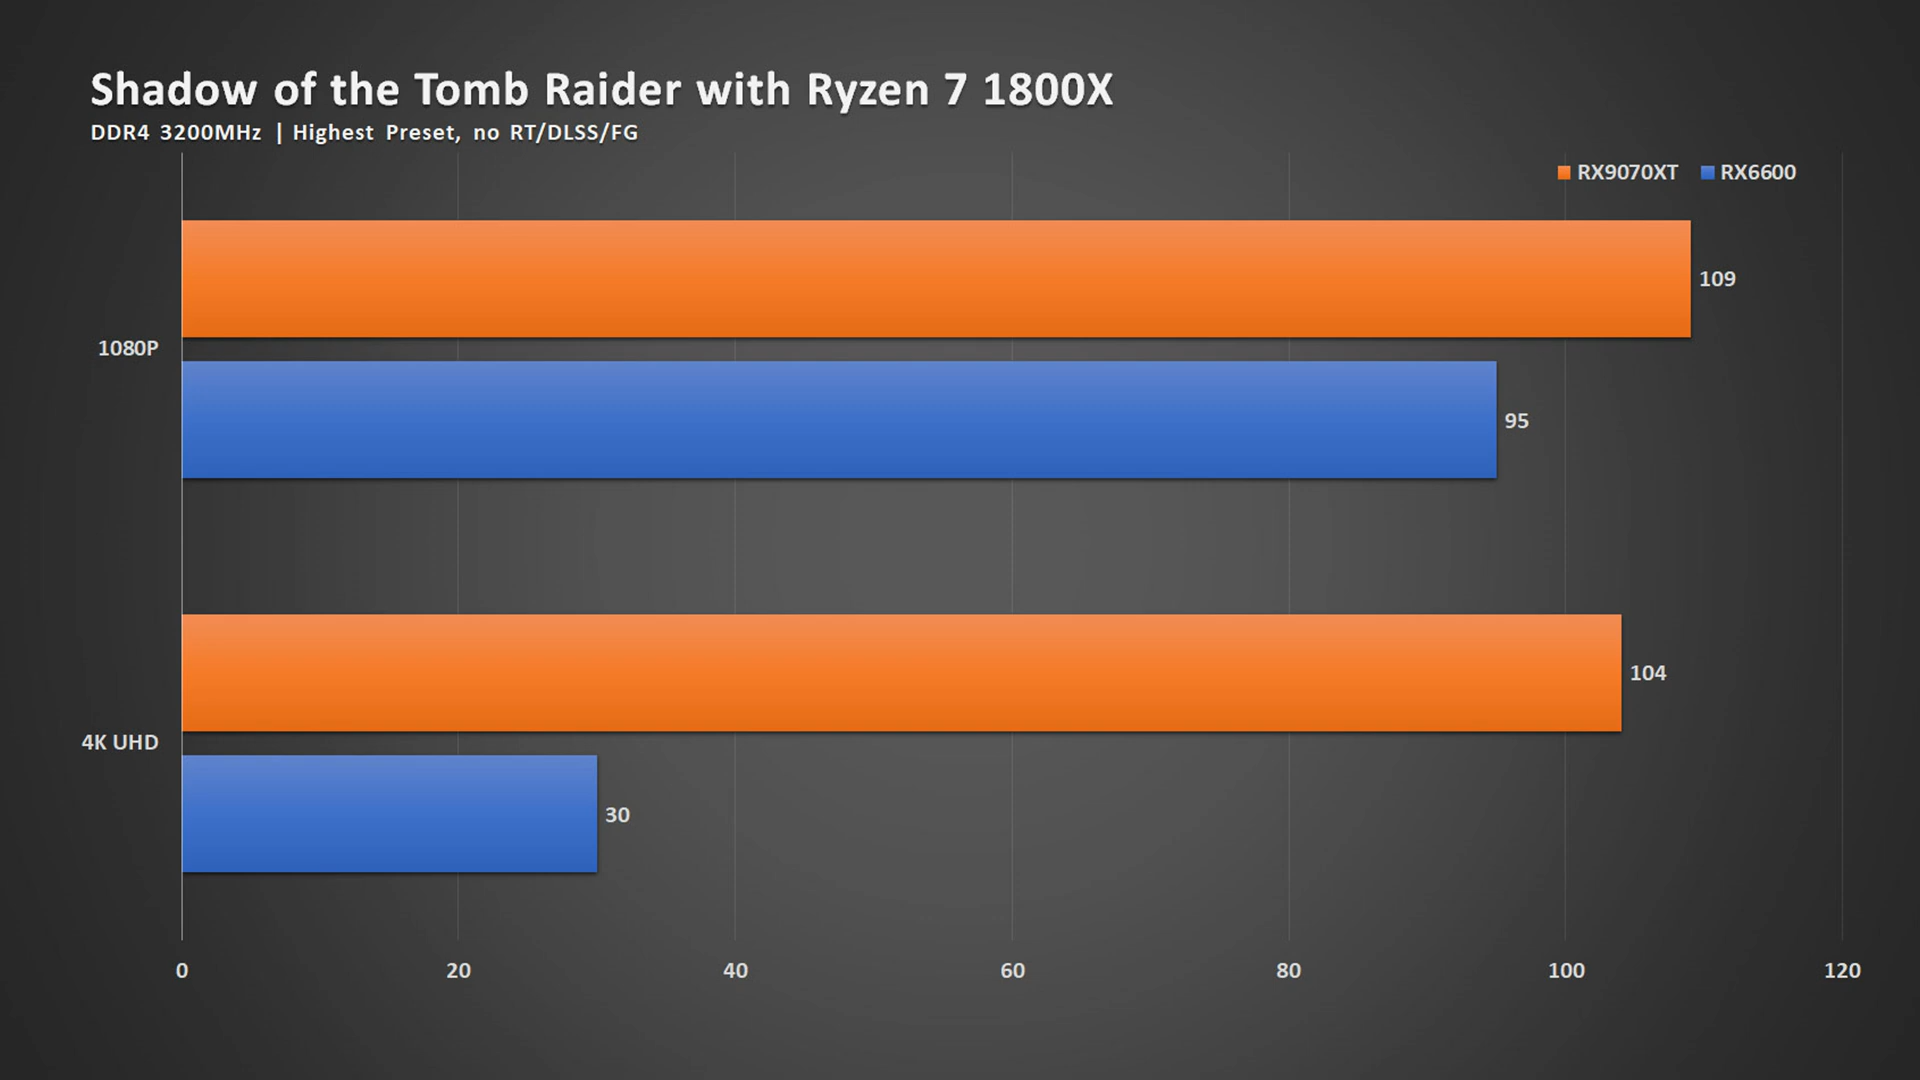 Shadow of the Tomb Raider with Ryzen 7 1800X
DDR4 3200MHz | Highest Preset, no RT/DLSS/FG
RX9070XT RX6600
109
1080P
95
104
4K UHD
30
0 20 40 60 80 100 120